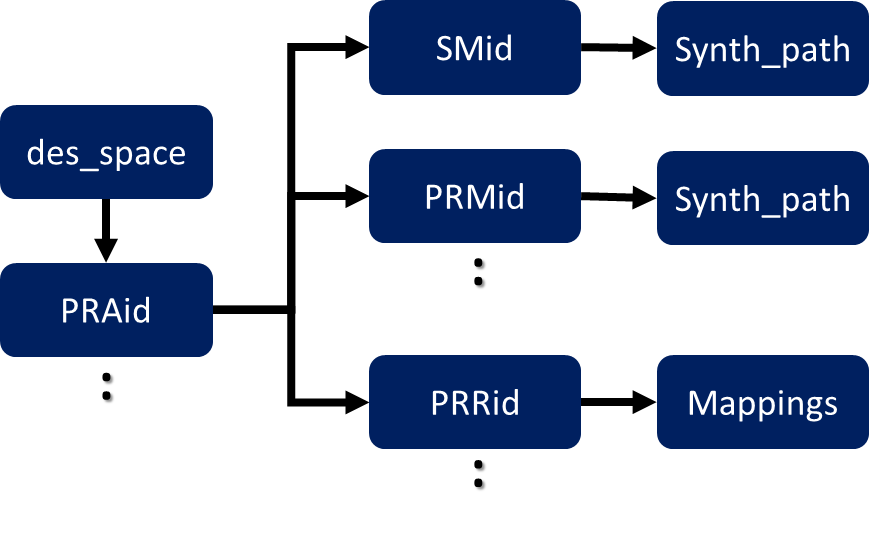 SMid
Synth_path
des_space
PRMid
Synth_path
:
PRAid
:
PRRid
Mappings
: